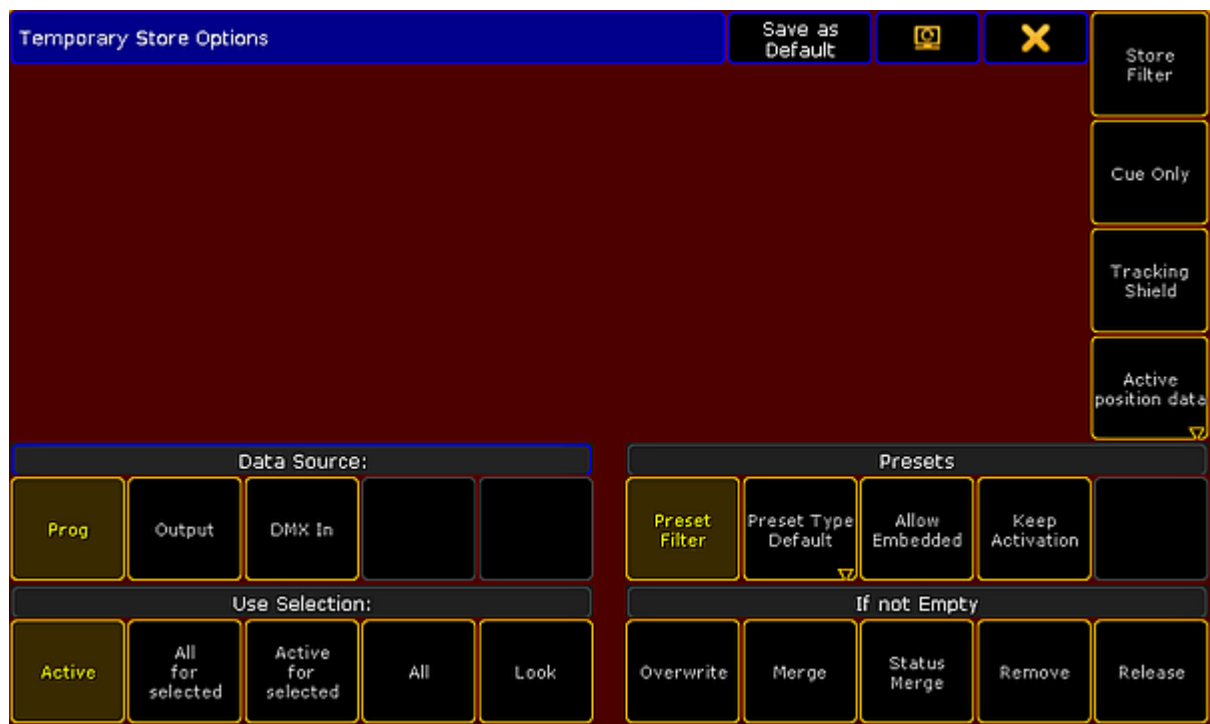 Temporary Store Options
Save as
Default
Store
Filter
Cue Only
Tracking
Shield
Active
position data
Data Source:
Prog
Output
DMX In
Presets
Preset
Filter
Preset Type
Default
Allow
Embedded
Keep
Activation
Use Selection:
Active
All
for
selected
Active
for
selected
All
Look
If not Empty
Overwrite
Merge
Status
Merge
Remove
Release